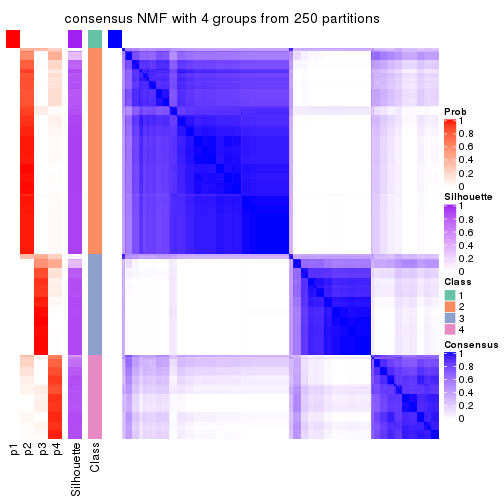 consensus NMF with 4 groups from 250 partitions
Prob
1
0.8
0.6
0.4
0.2
0
Silhouette
1
0.8
0.6
0.4
0.2
0
Class
1
2
3
4
Consensus
1
0.8
0.6
0.4
0.2
0
p1
p2
p3
p4
Silhouette
Class